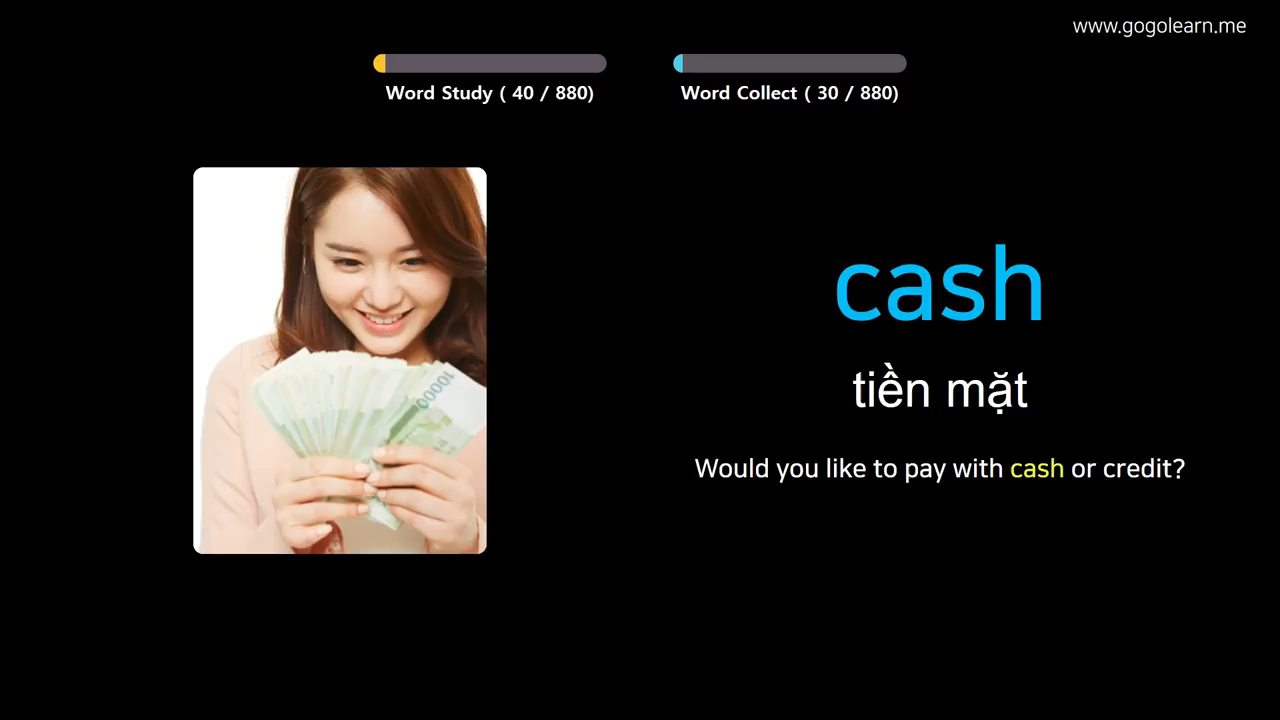 www.gogolearn.me
Word Study ( 40 / 880)
Word Collect ( 30 / 880)
cash
tiền mặt
Would you like to pay with cash or credit?
10000